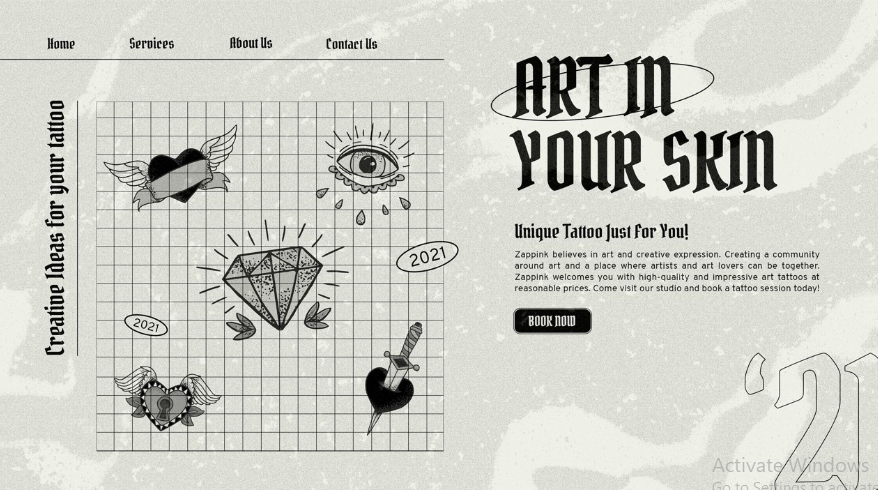 Home Services About Us Contact Us
Creative Ideas for your tattoo
2021
2021
ART IN
YOUR SKIN
Unique Tattoo Just For You!
Zappink believes in art and creative expression. Creating a community
around art and a place where artists and art lovers can be together.
Zappink welcomes you with high-quality and impressive art tattoos at
reasonable prices. Come visit our studio and book a tattoo session today!
BOOK NOW
'21
Activate Windows
Go to Settings to activate